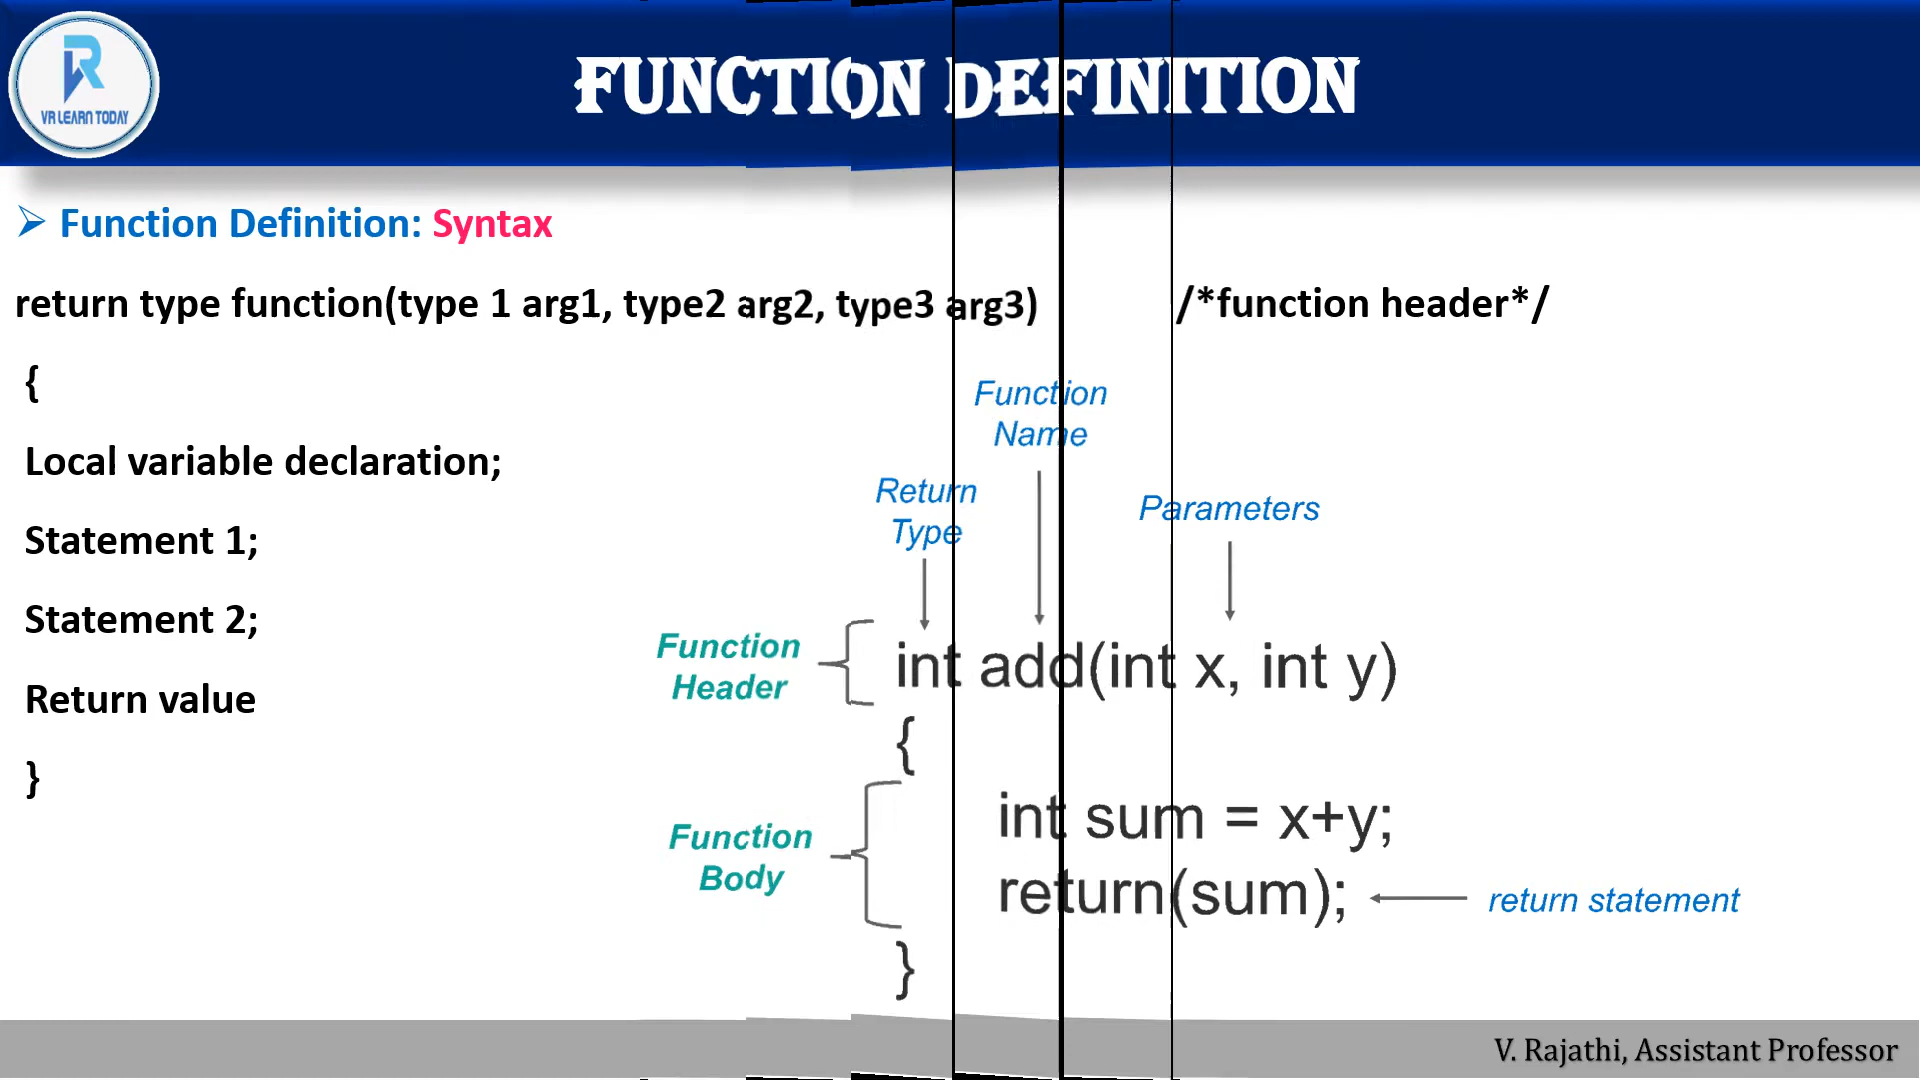 VR LEARN TODAY
FUNCTION DEFINITION
Function Definition: Syntax
return type function(type 1 arg1, type2 arg2, type3 arg3) /*function header*/
{
Local variable declaration;
Statement 1;
Statement 2;
Return value
}
Function
Name
Return
Type
Parameters
Function
Header
int add(int x, int y)
{
int sum = x+y;
Function
Body
return(sum);
return statement
}
V. Rajathi, Assistant Professor